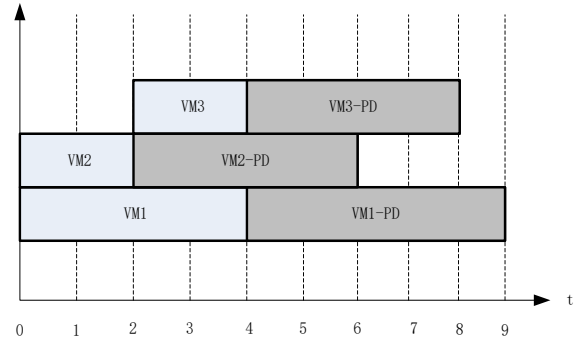 VM3 VM3-PD
VM2 VM2-PD
VM1 VM1-PD
t
0 1 2 3 4 5 6 7 8 9